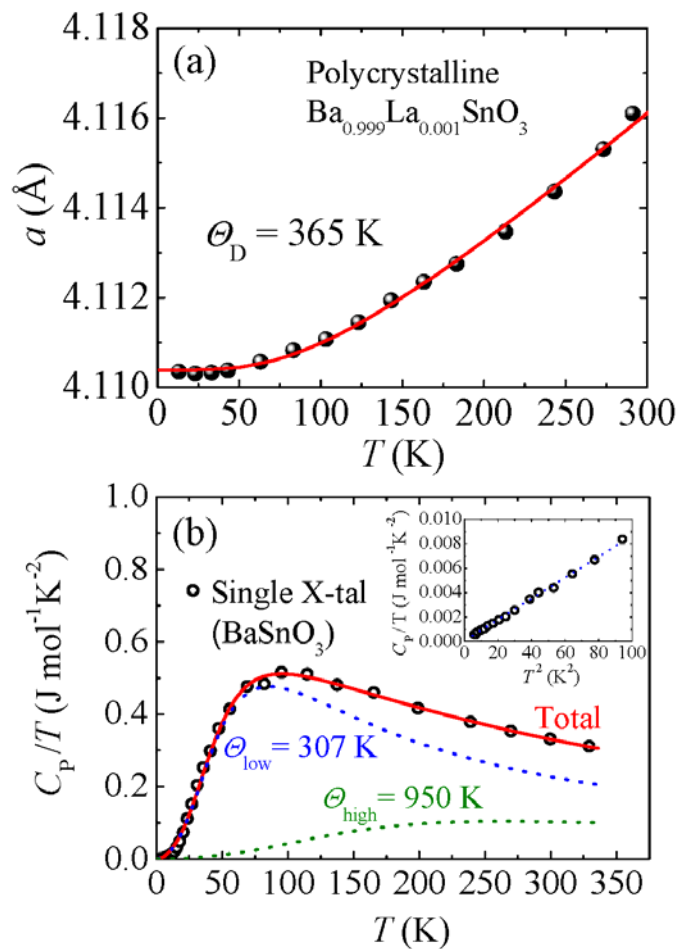 4.118
(a)
Polycrystalline
Ba0.999La0.001SnO3
4.116
4.114
4.112
4.110
a (Å)
ΘD = 365 K
0 50 100 150 200 250 300
T (K)
1.0
(b)
0.8
0.6
0.4
0.2
0.0
CP/T (J mol-1K-2)
Single X-tal
(BaSnO3)
0.010
0.008
0.006
0.004
0.002
0.000
CP/T (J mol-1K-2)
0 20 40 60 80 100
T2 (K2)
Total
Θlow = 307 K
Θhigh = 950 K
0 50 100 150 200 250 300 350
T (K)